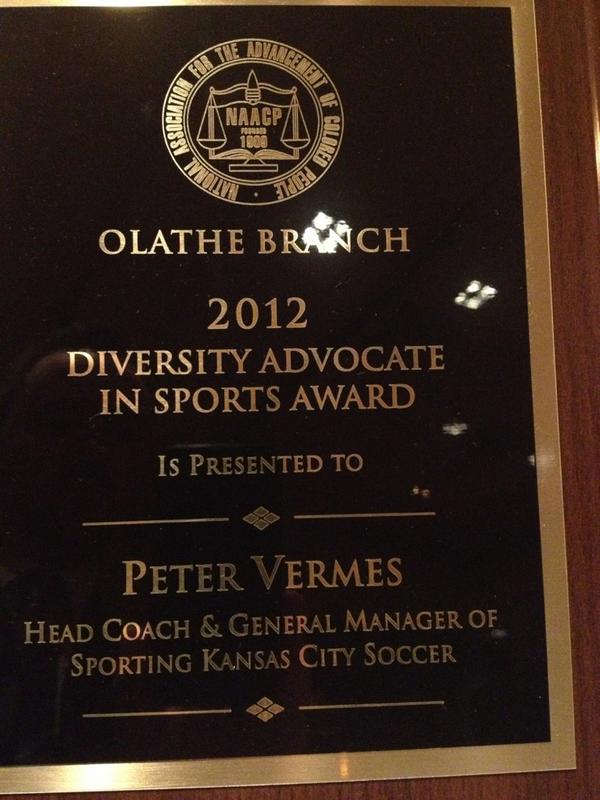 NATIONAL ASSOCIATION FOR THE ADVANCEMENT OF COLORED PEOPLE
NAACP
FOUNDED
1909
OLATHE BRANCH
2012
DIVERSITY ADVOCATE
IN SPORTS AWARD
IS PRESENTED TO
PETER VERMES
HEAD COACH & GENERAL MANAGER OF
SPORTING KANSAS CITY SOCCER